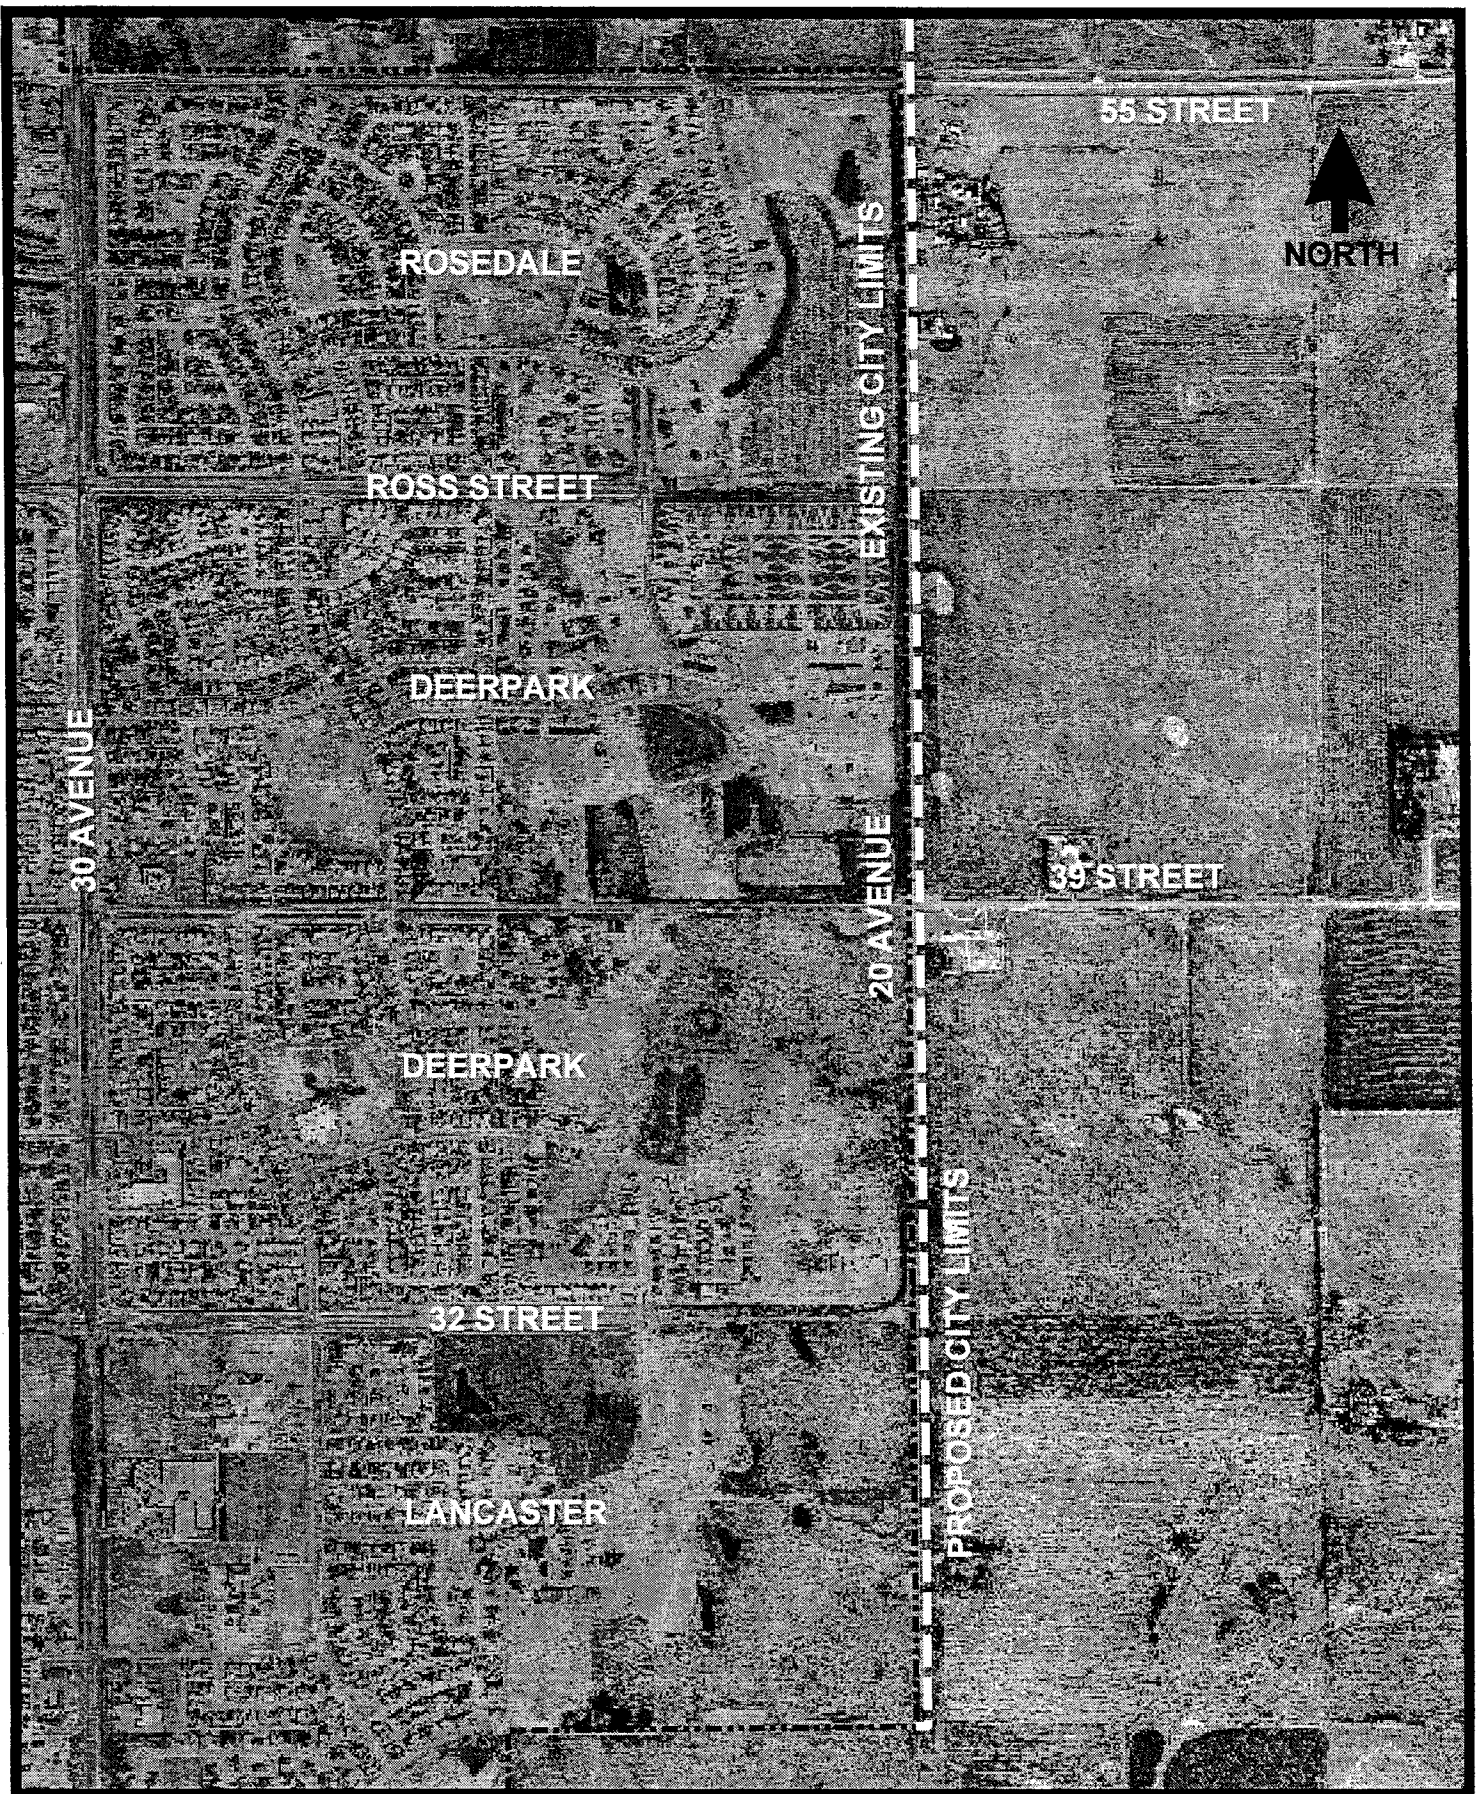 55 STREET
NORTH
ROSEDALE
EXISTING CITY LIMITS
ROSS STREET
DEERPARK
30 AVENUE
20 AVENUE
39 STREET
DEERPARK
PROPOSED CITY LIMITS
32 STREET
LANCASTER